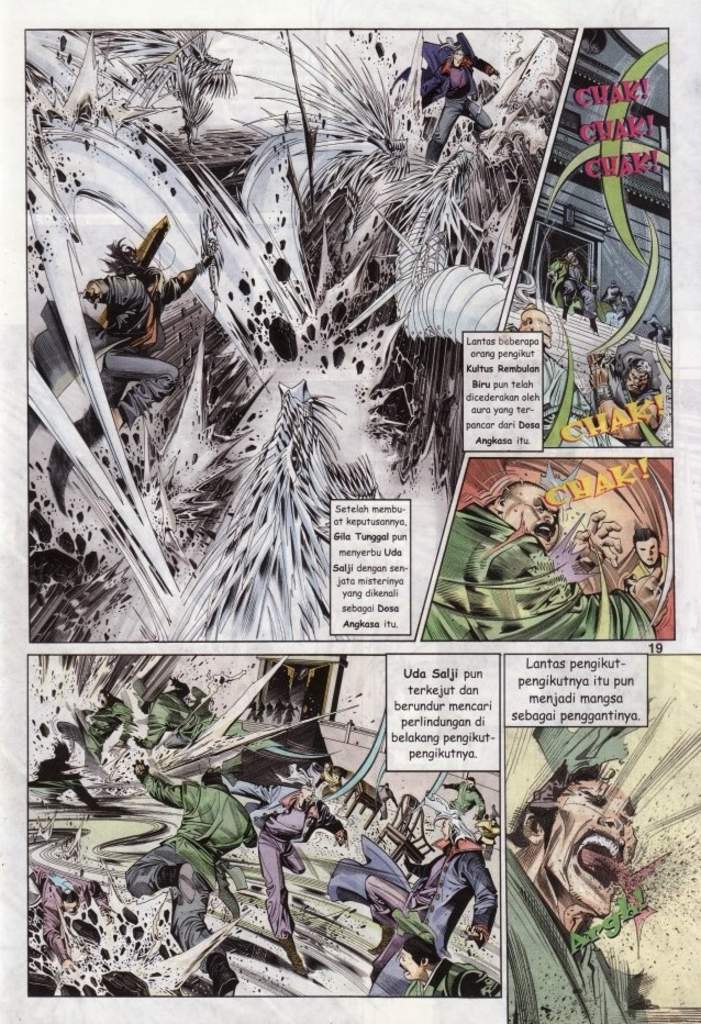 Setelah membu-
at keputusannya,
Gila Tunggal pun
menyerbu Uda
Salji dengan sen-
jata misterinya
yang dikenali
sebagai Dosa
Angkasa itu.
CHAK!
CHAK!
CHAK!
Lantas beberapa
orang pengikut
Kultus Rembulan
Biru pun telah
dicederakan oleh
aura yang ter-
pancar dari Dosa
Angkasa itu.
CHAK!
CHAK!
19
Uda Salji pun
terkejut dan
berundur mencari
perlindungan di
belakang pengikut-
pengikutnya.
Lantas pengikut-
pengikutnya itu pun
menjadi mangsa
sebagai penggantinya.
Argh!